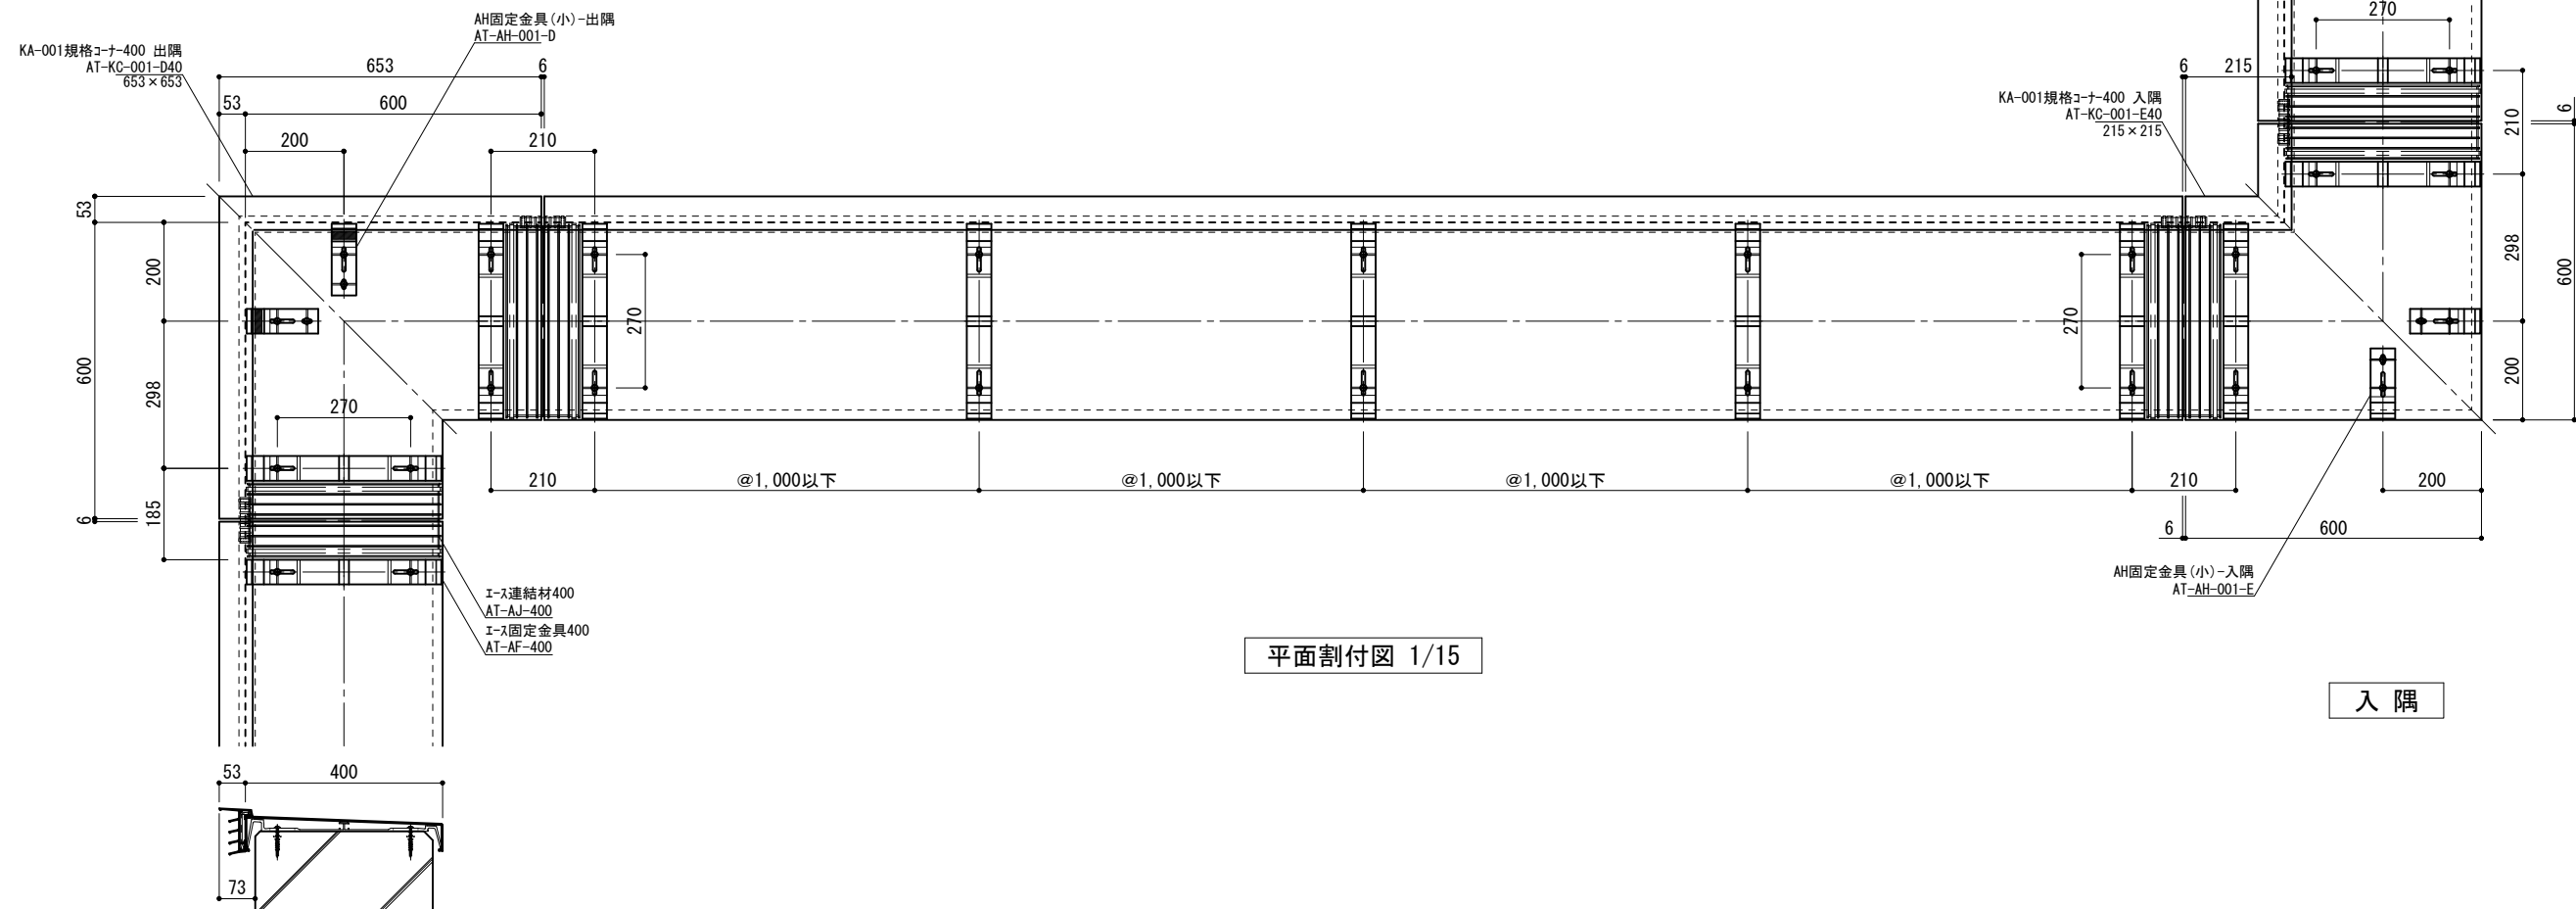 AH固定金具(小)-出隅
AT-AH-001-D
KA-001規格ｺｰﾅｰ400 出隅
AT-KC-001-D40
653×653
653
6
53
600
200
210
270
6
215
KA-001規格ｺｰﾅｰ400 入隅
AT-KC-001-E40
215×215
210
6
298
600
200
53
200
600
298
270
185
6
270
270
210
@1,000以下
@1,000以下
@1,000以下
@1,000以下
210
200
6
600
AH固定金具(小)-入隅
AT-AH-001-E
ｴｰｽ連結材400
AT-AJ-400
ｴｰｽ固定金具400
AT-AF-400
平面割付図 1/15
入 隅
53
400
73